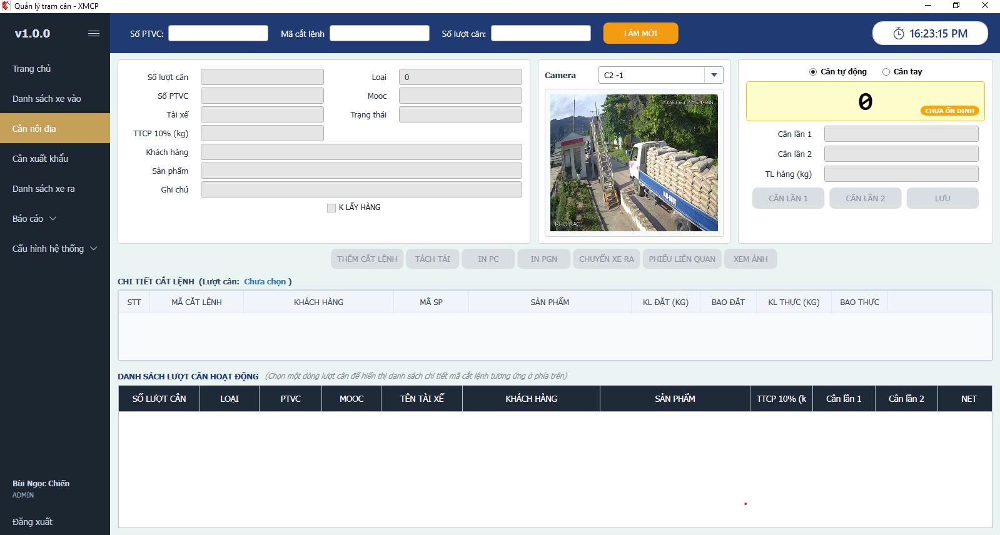 Quản lý trạm cân - XMCP
v1.0.0
Số PTVC:
Mã cắt lệnh
Số lượt cân:
LÀM MỚI
16:23:15 PM
Trang chủ
Danh sách xe vào
Cân nội địa
Cân xuất khẩu
Danh sách xe ra
Báo cáo
Cấu hình hệ thống
Bùi Ngọc Chiến
ADMIN
Đăng xuất
Số lượt cân
Loại 0
Số PTVC
Mooc
Tài xế
Trạng thái
TTCP 10% (kg)
Khách hàng
Sản phẩm
Ghi chú
K LẤY HÀNG
Camera C2 -1
KHO RAC
Cân tự động Cân tay
0
CHƯA ỔN ĐỊNH
Cân lần 1
Cân lần 2
TL hàng (kg)
CÂN LẦN 1 CÂN LẦN 2 LƯU
THÊM CẮT LỆNH TÁCH TẢI IN PC IN PGN CHUYỂN XE RA PHIẾU LIÊN QUAN XEM ẢNH
CHI TIẾT CẮT LỆNH (Lượt cân: Chưa chọn )
STT MÃ CẮT LỆNH KHÁCH HÀNG MÃ SP SẢN PHẨM KL ĐẶT (KG) BAO ĐẶT KL THỰC (KG) BAO THỰC
DANH SÁCH LƯỢT CÂN HOẠT ĐỘNG (Chọn một dòng lượt cân để hiển thị danh sách chi tiết mã cắt lệnh tương ứng ở phía trên)
SỐ LƯỢT CÂN LOẠI PTVC MOOC TÊN TÀI XẾ KHÁCH HÀNG SẢN PHẨM TTCP 10% (k Cân lần 1 Cân lần 2 NET